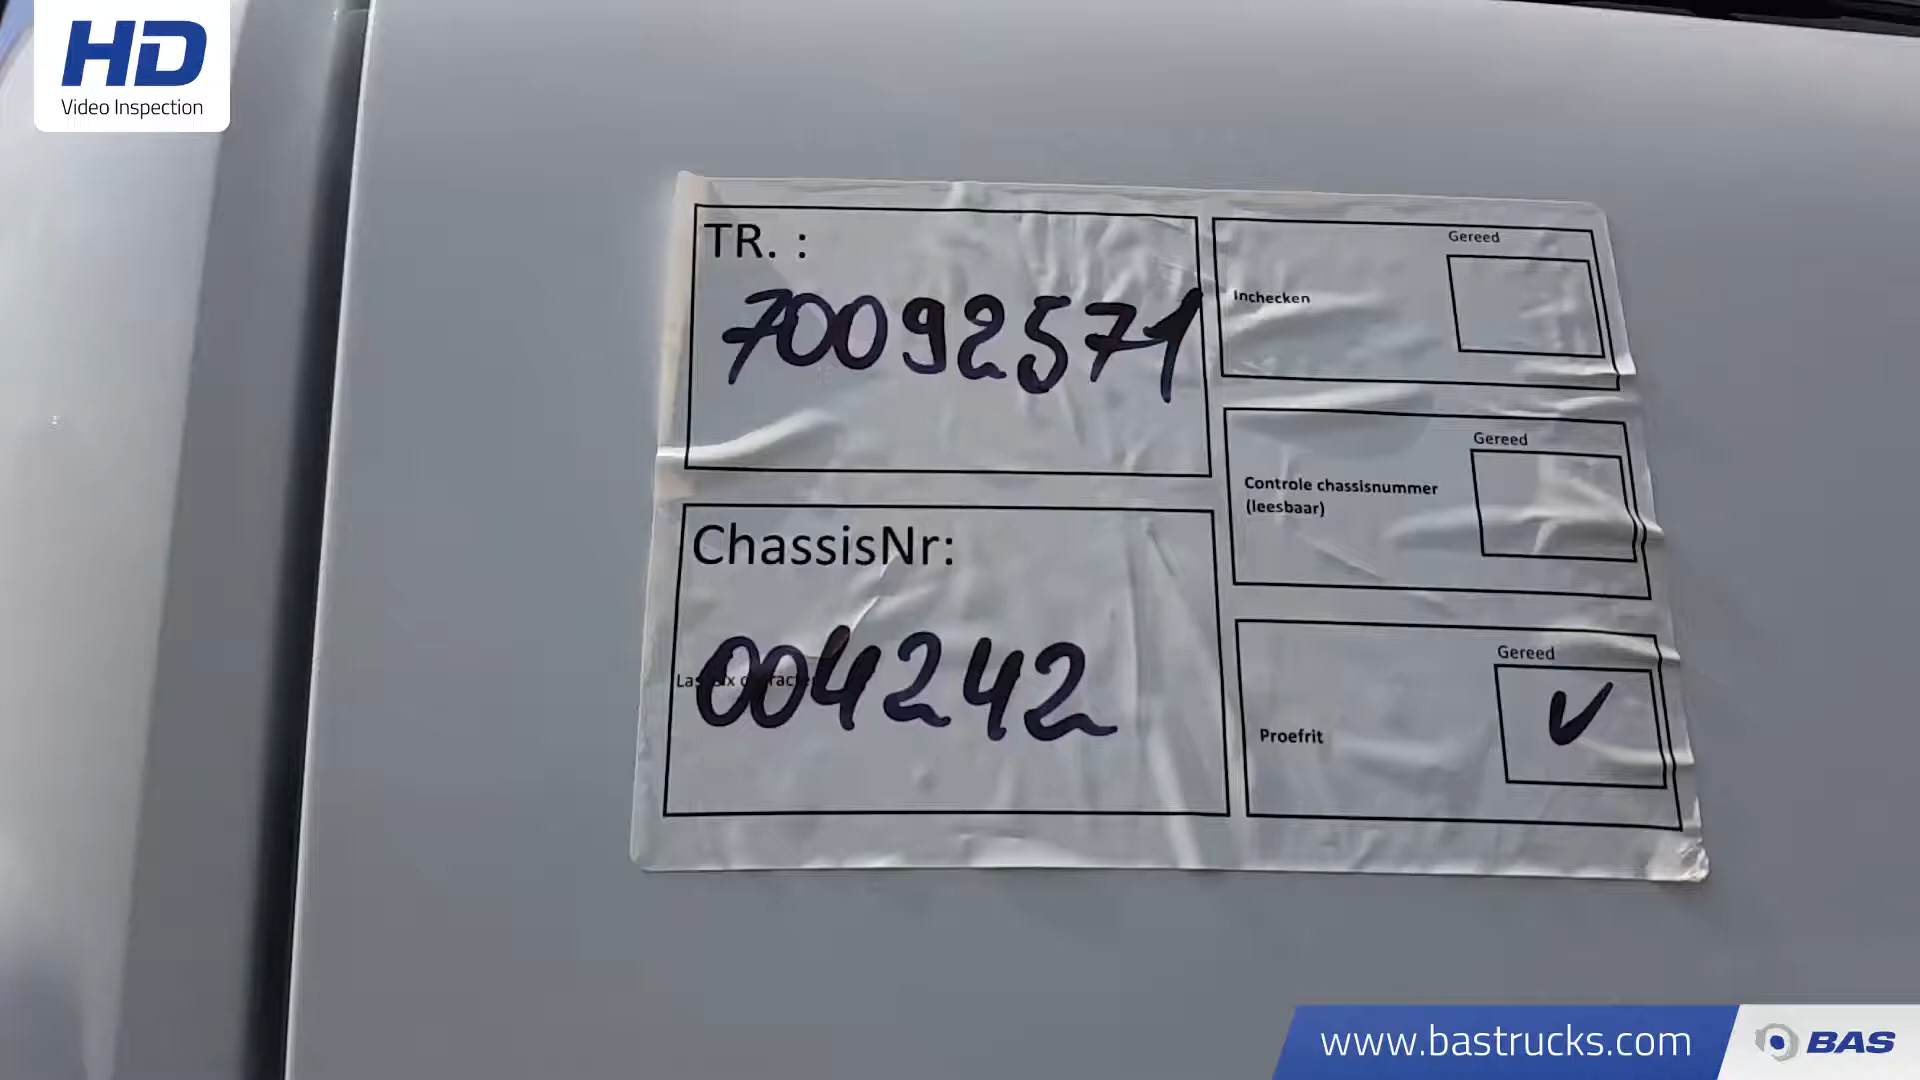 HD
Video Inspection
TR. :
70092571
ChassisNr:
004242
Gereed
Inchecken
Gereed
Controle chassisnummer
(leesbaar)
Gereed
Proefrit
www.bastrucks.com
BAS